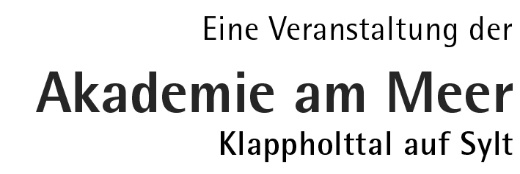 Eine Veranstaltung der
Akademie am Meer
Klappholttal auf Sylt